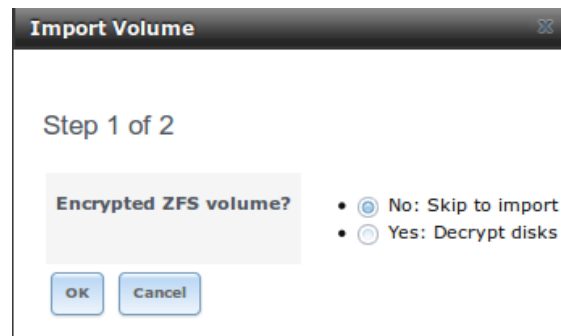 Import Volume
Step 1 of 2
Encrypted ZFS volume?
No: Skip to import
Yes: Decrypt disks
OK
Cancel